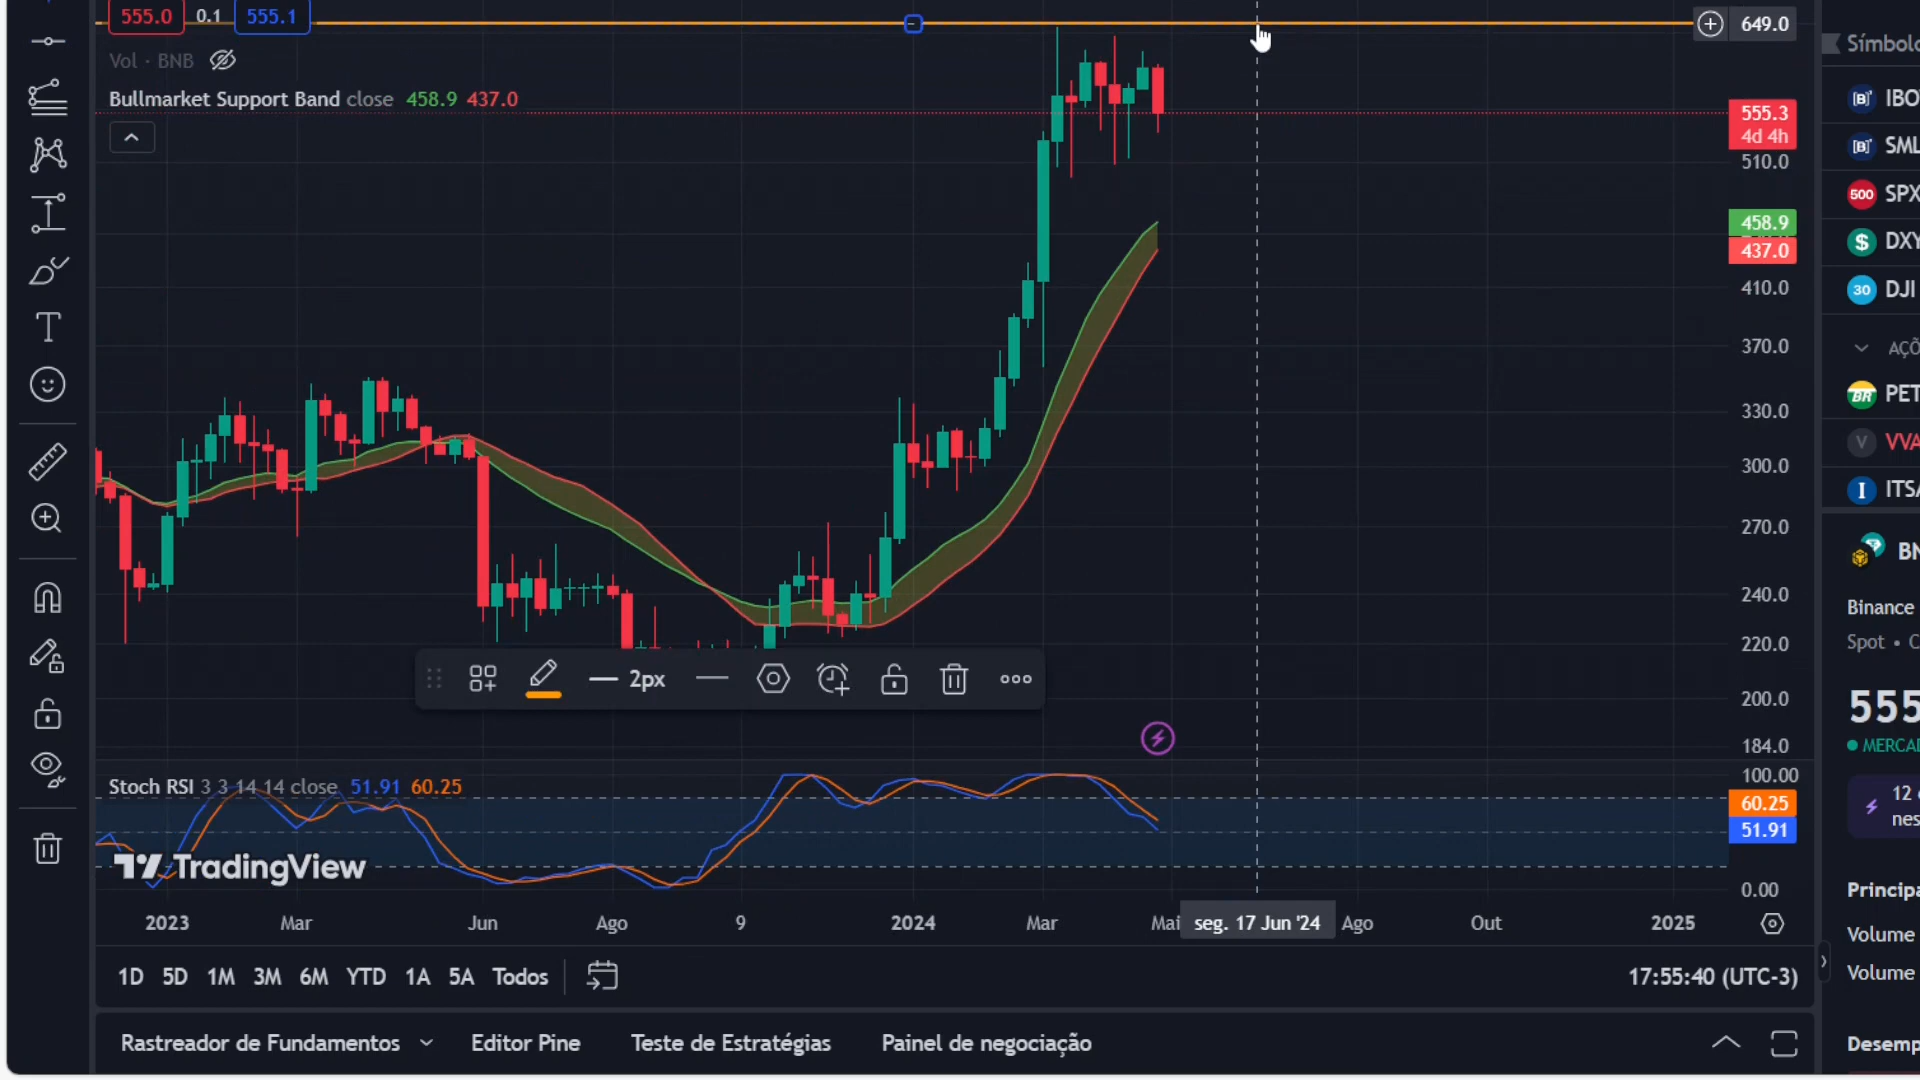 555.0 0.1 555.1
649.0
Vol · BNB
Bullmarket Support Band close 458.9 437.0
555.3
4d 4h
510.0
458.9
437.0
410.0
370.0
330.0
300.0
270.0
240.0
220.0
200.0
184.0
2px
Stoch RSI 3 3 14 14 close 51.91 60.25
100.00
60.25
51.91
0.00
TradingView
2023 Mar Jun Ago 9 2024 Mar Mai seg. 17 Jun '24 Ago Out 2025
1D 5D 1M 3M 6M YTD 1A 5A Todos
17:55:40 (UTC-3)
Rastreador de Fundamentos Editor Pine Teste de Estratégias Painel de negociação
Símbolo
IBO
SML
500 SPX
DXY
30 DJI
AÇÕ
BR PET
V VVA
I ITSA
BN
Binance
Spot • C
555
MERCAD
12
nes
Principa
Volume
Volume
Desemp